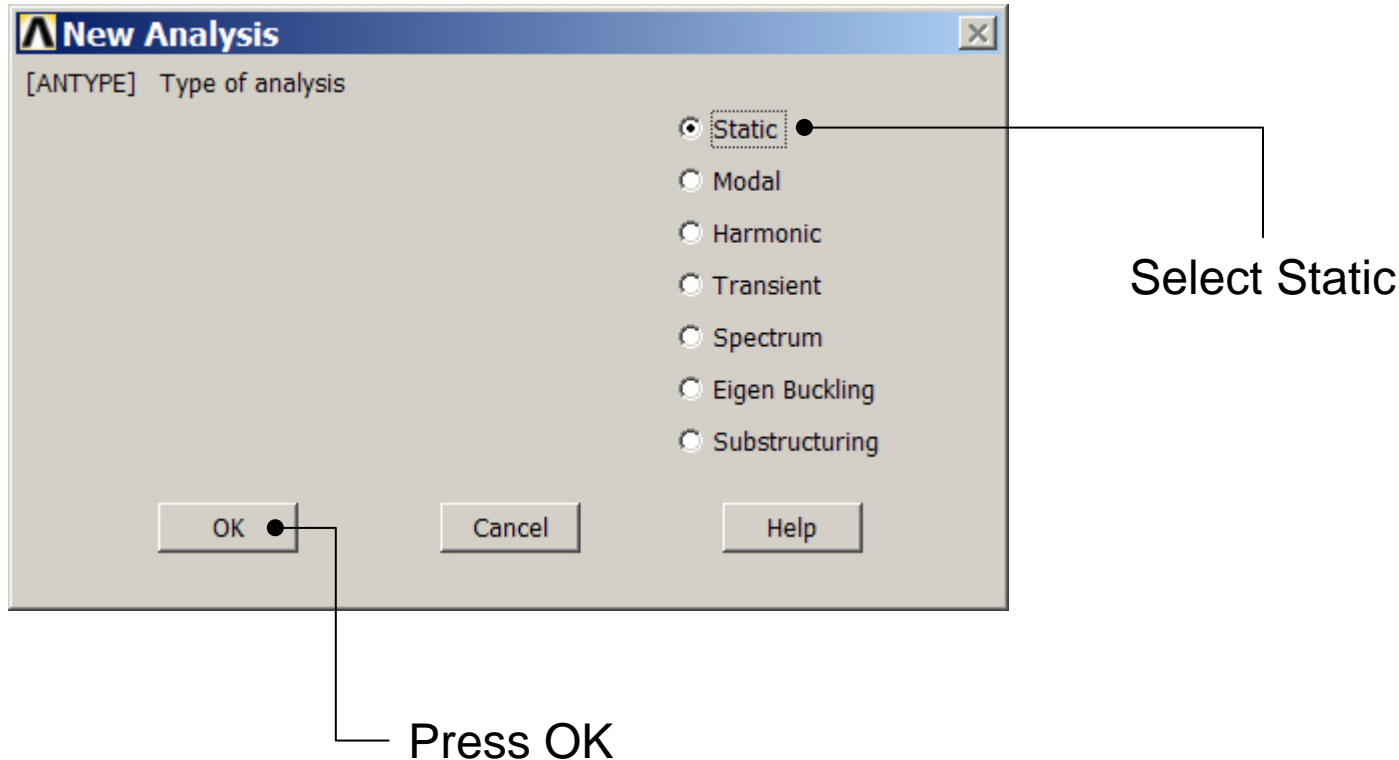 New Analysis
[ANTYPE] Type of analysis
Static
Modal
Harmonic
Transient
Spectrum
Eigen Buckling
Substructuring
Select Static
OK Cancel Help
Press OK